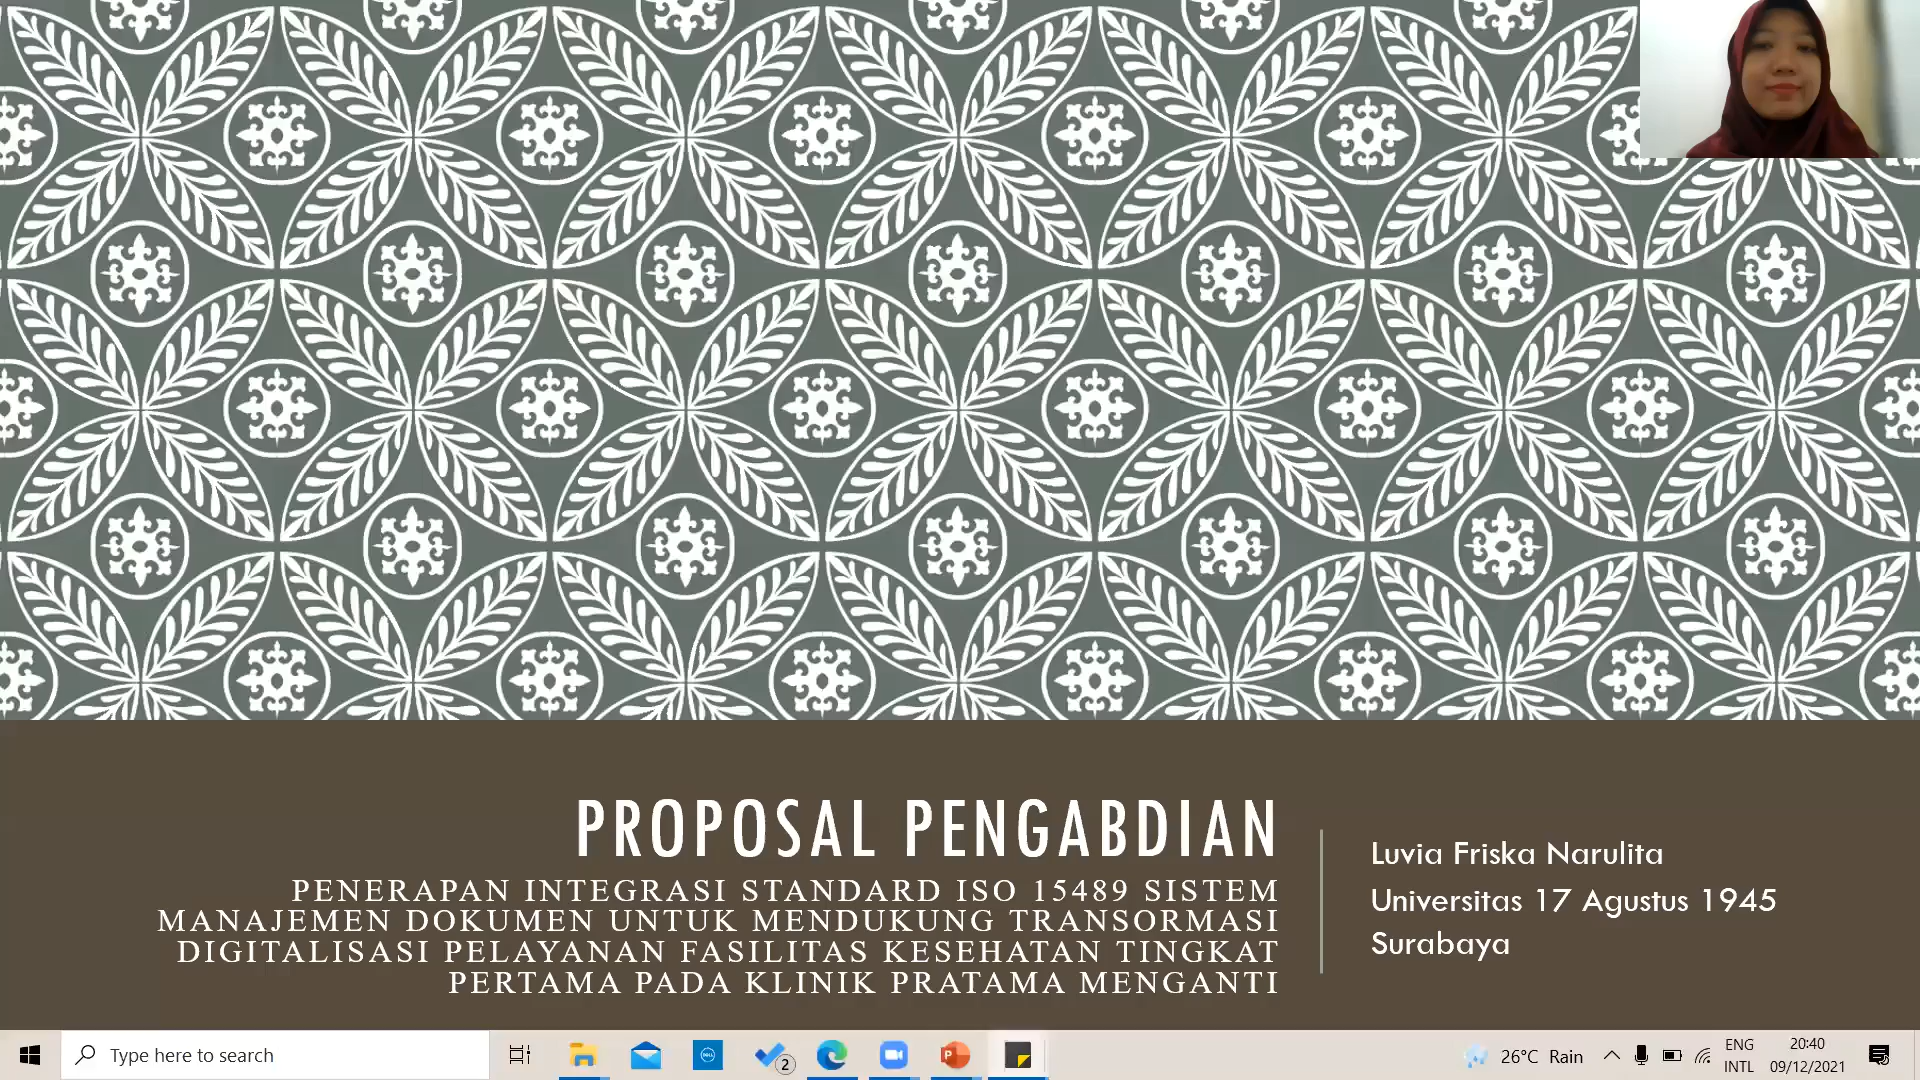 PROPOSAL PENGABDIAN
PENERAPAN INTEGRASI STANDARD ISO 15489 SISTEM
MANAJEMEN DOKUMEN UNTUK MENDUKUNG TRANSORMASI
DIGITALISASI PELAYANAN FASILITAS KESEHATAN TINGKAT
PERTAMA PADA KLINIK PRATAMA MENGANTI
Luvia Friska Narulita
Universitas 17 Agustus 1945
Surabaya
Type here to search
2
26°C Rain
ENG
INTL
20:40
09/12/2021